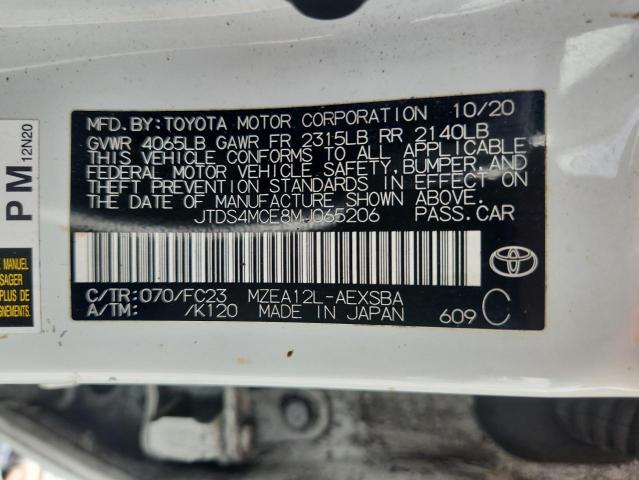 MFD. BY: TOYOTA MOTOR CORPORATION 10/20
GVWR 4065LB GAWR FR 2315LB RR 2140LB
THIS VEHICLE CONFORMS TO ALL APPLICABLE
FEDERAL MOTOR VEHICLE SAFETY, BUMPER, AND
THEFT PREVENTION STANDARDS IN EFFECT ON
THE DATE OF MANUFACTURE SHOWN ABOVE.
JTDS4MCE8MJ065206 PASS.CAR
C/TR:070/FC23 MZEA12L-AEXSBA
A/TM: /K120 MADE IN JAPAN 609 C
PM 12N20
MANUEL
SAGER
A PLUS DE
IGNEMENTS.